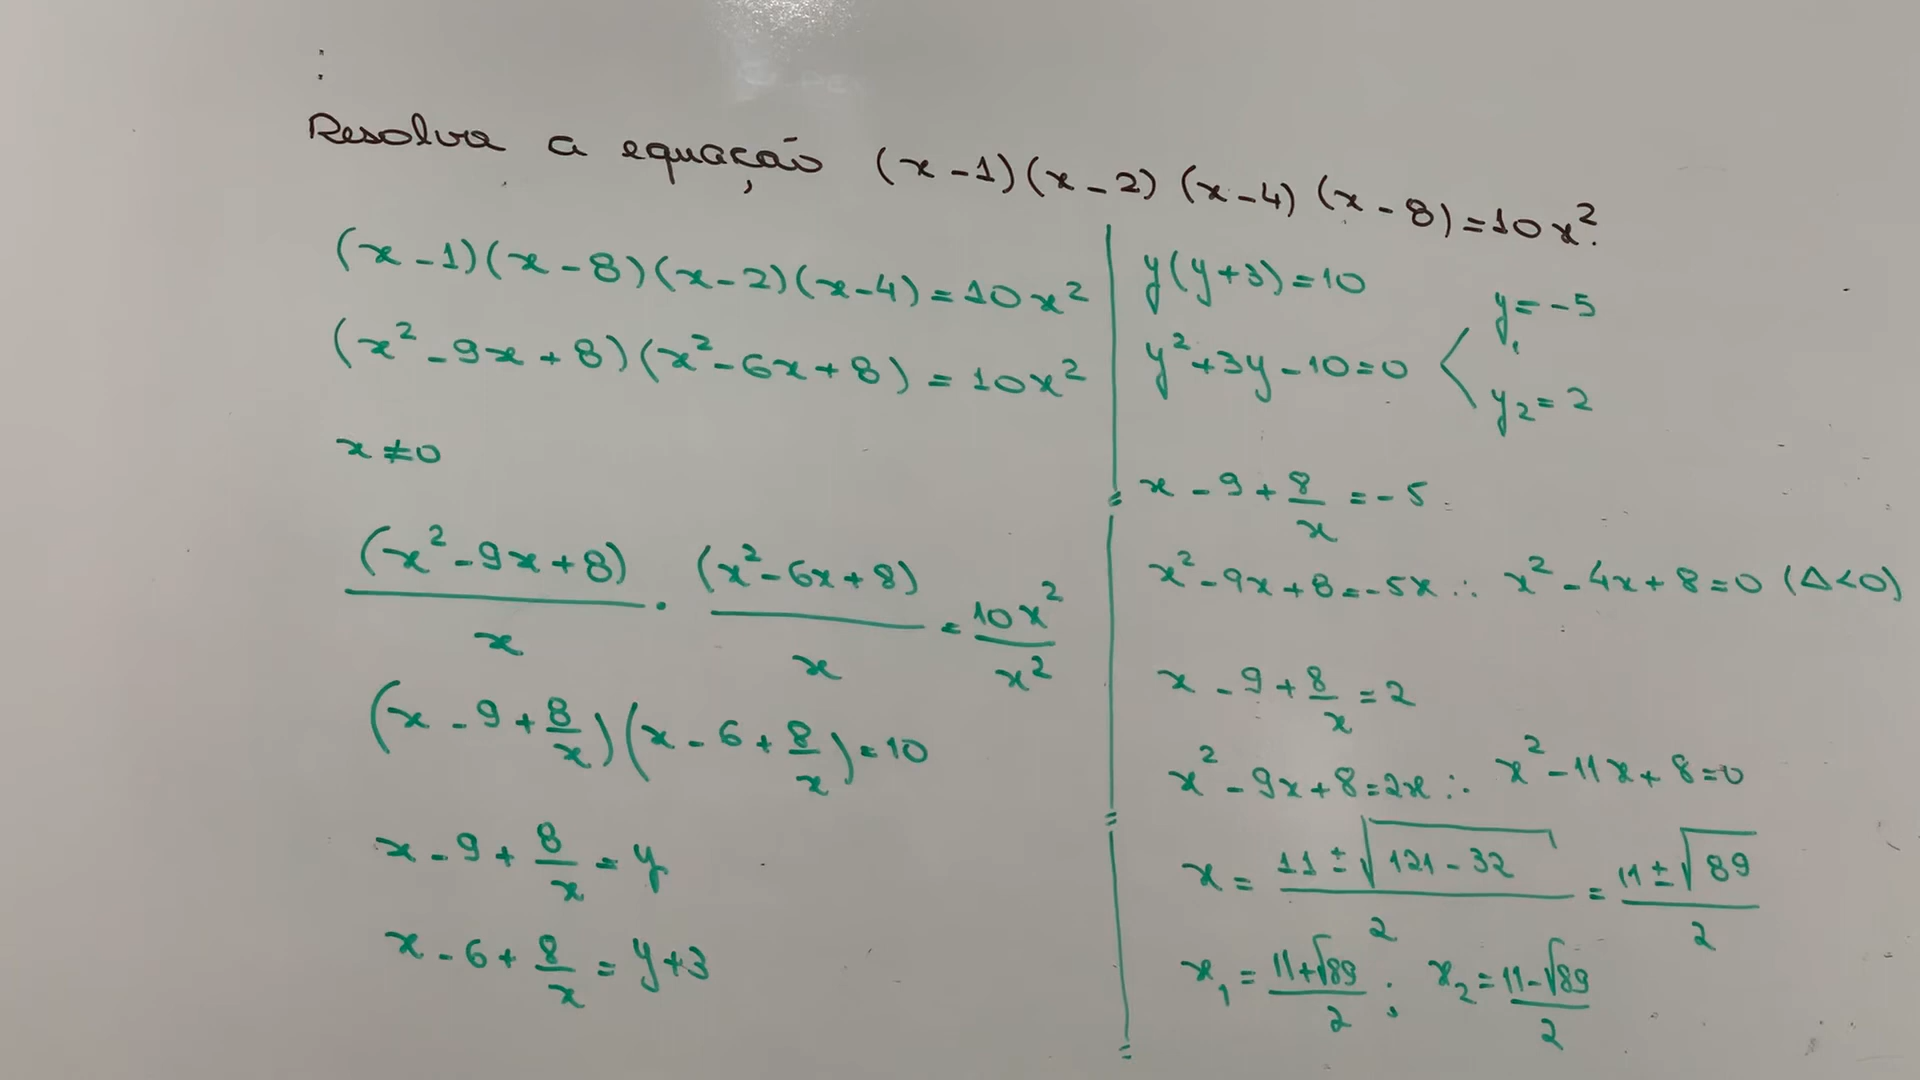 Resolva a equação (x-1)(x-2)(x-4)(x-8)=10x².
(x-1)(x-8)(x-2)(x-4)=10x²
(x²-9x+8)(x²-6x+8)=10x²
x≠0
(x²-9x+8)/x · (x²-6x+8)/x = 10x²/x²
(x-9+8/x)(x-6+8/x)=10
x-9+8/x=y
x-6+8/x=y+3
y(y+3)=10
y²+3y-10=0 < y₁=-5
y₂=2
x-9+8/x=-5
x²-9x+8=-5x ∴ x²-4x+8=0 (Δ<0)
x-9+8/x=2
x²-9x+8=2x ∴ x²-11x+8=0
x=(11±√(121-32))/2=(11±√89)/2
x₁=(11+√89)/2 ; x₂=(11-√89)/2